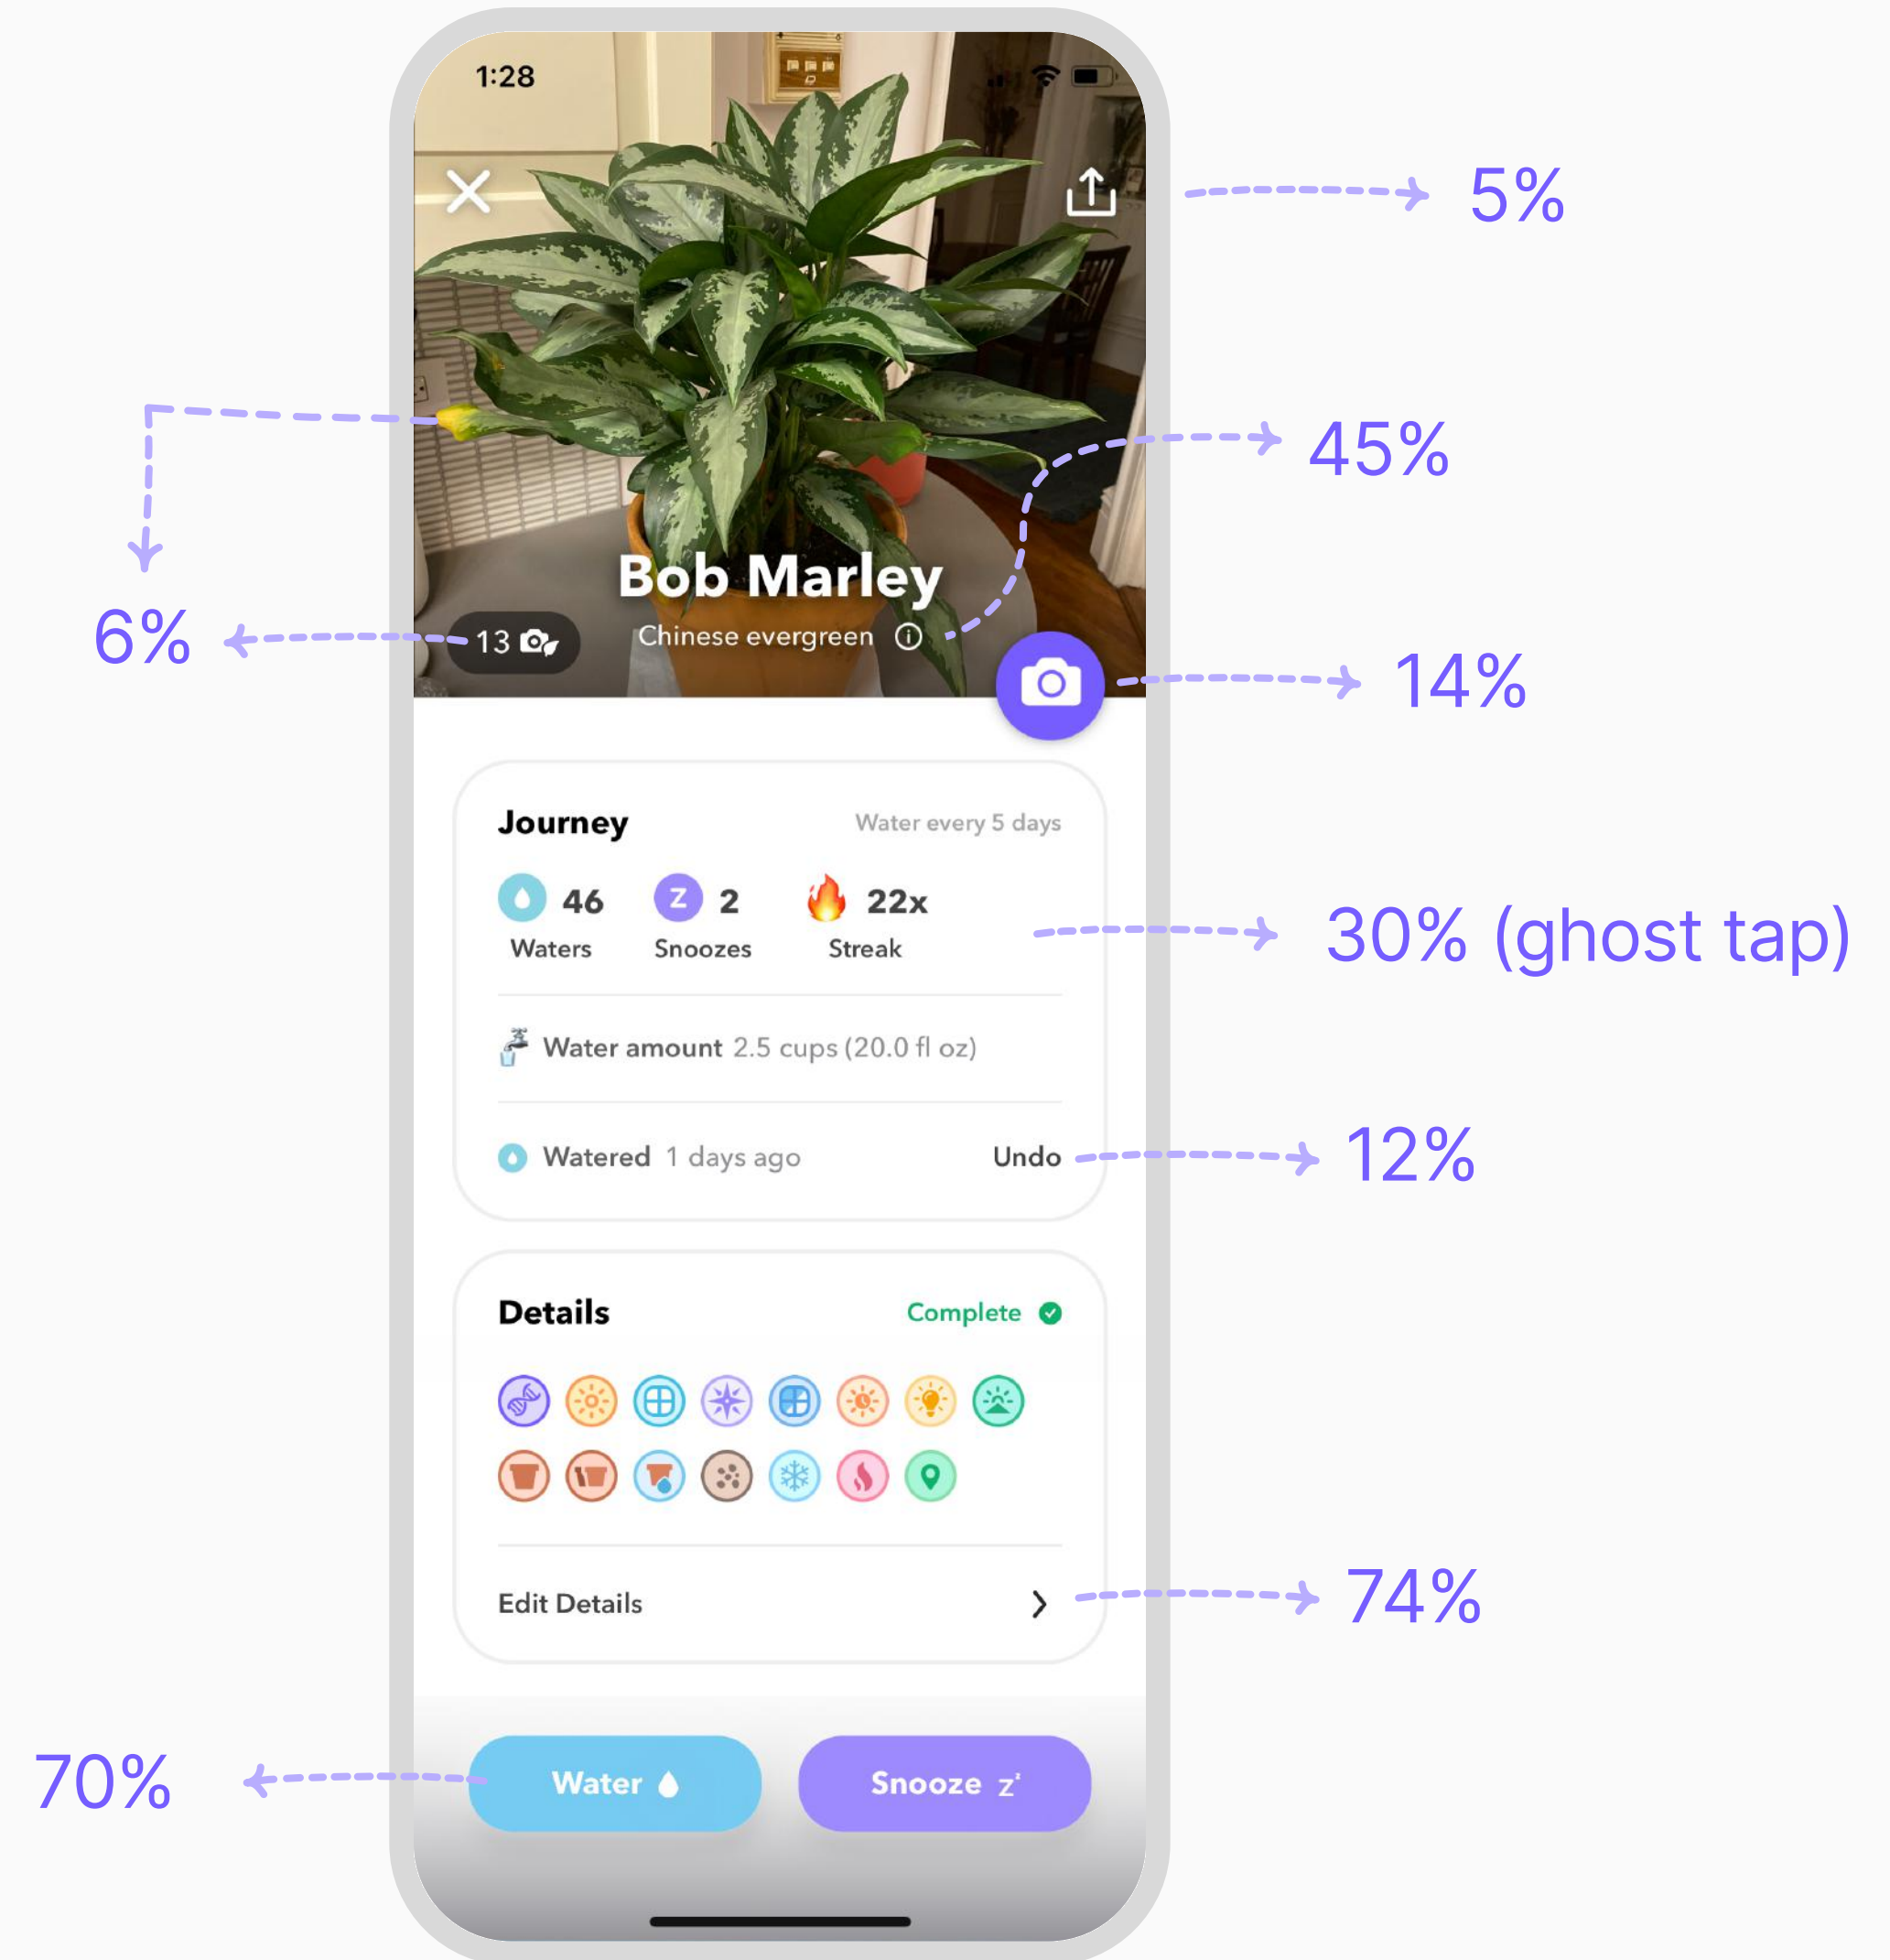 1:28
5%
45%
Bob Marley
6%
13
Chinese evergreen
14%
Journey
Water every 5 days
46
Z 2
22x
30% (ghost tap)
Waters
Snoozes
Streak
Water amount 2.5 cups (20.0 fl oz)
Watered 1 days ago
Undo
12%
Details
Complete
Edit Details
74%
70%
Water
Snooze zz